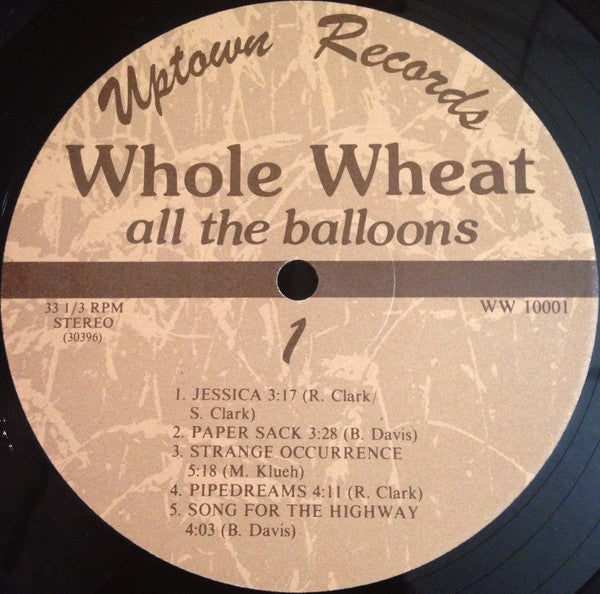 Uptown Records
Whole Wheat
all the balloons
33 1/3 RPM
STEREO
(30396)
WW 10001
1
1. JESSICA 3:17 (R. Clark/
S. Clark)
2. PAPER SACK 3:28 (B. Davis)
3. STRANGE OCCURRENCE
5:18 (M. Klueh)
4. PIPEDREAMS 4:11 (R. Clark)
5. SONG FOR THE HIGHWAY
4:03 (B. Davis)